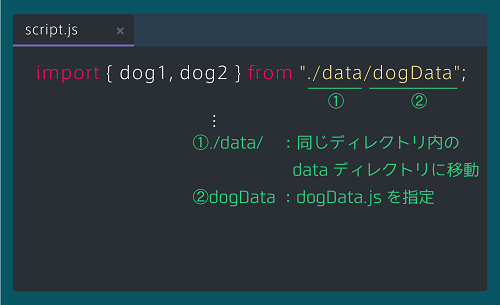 script.js ×
import { dog1, dog2 } from "./data/dogData";
① ②
⋮
①./data/ :同じディレクトリ内の
data ディレクトリに移動
②dogData :dogData.js を指定